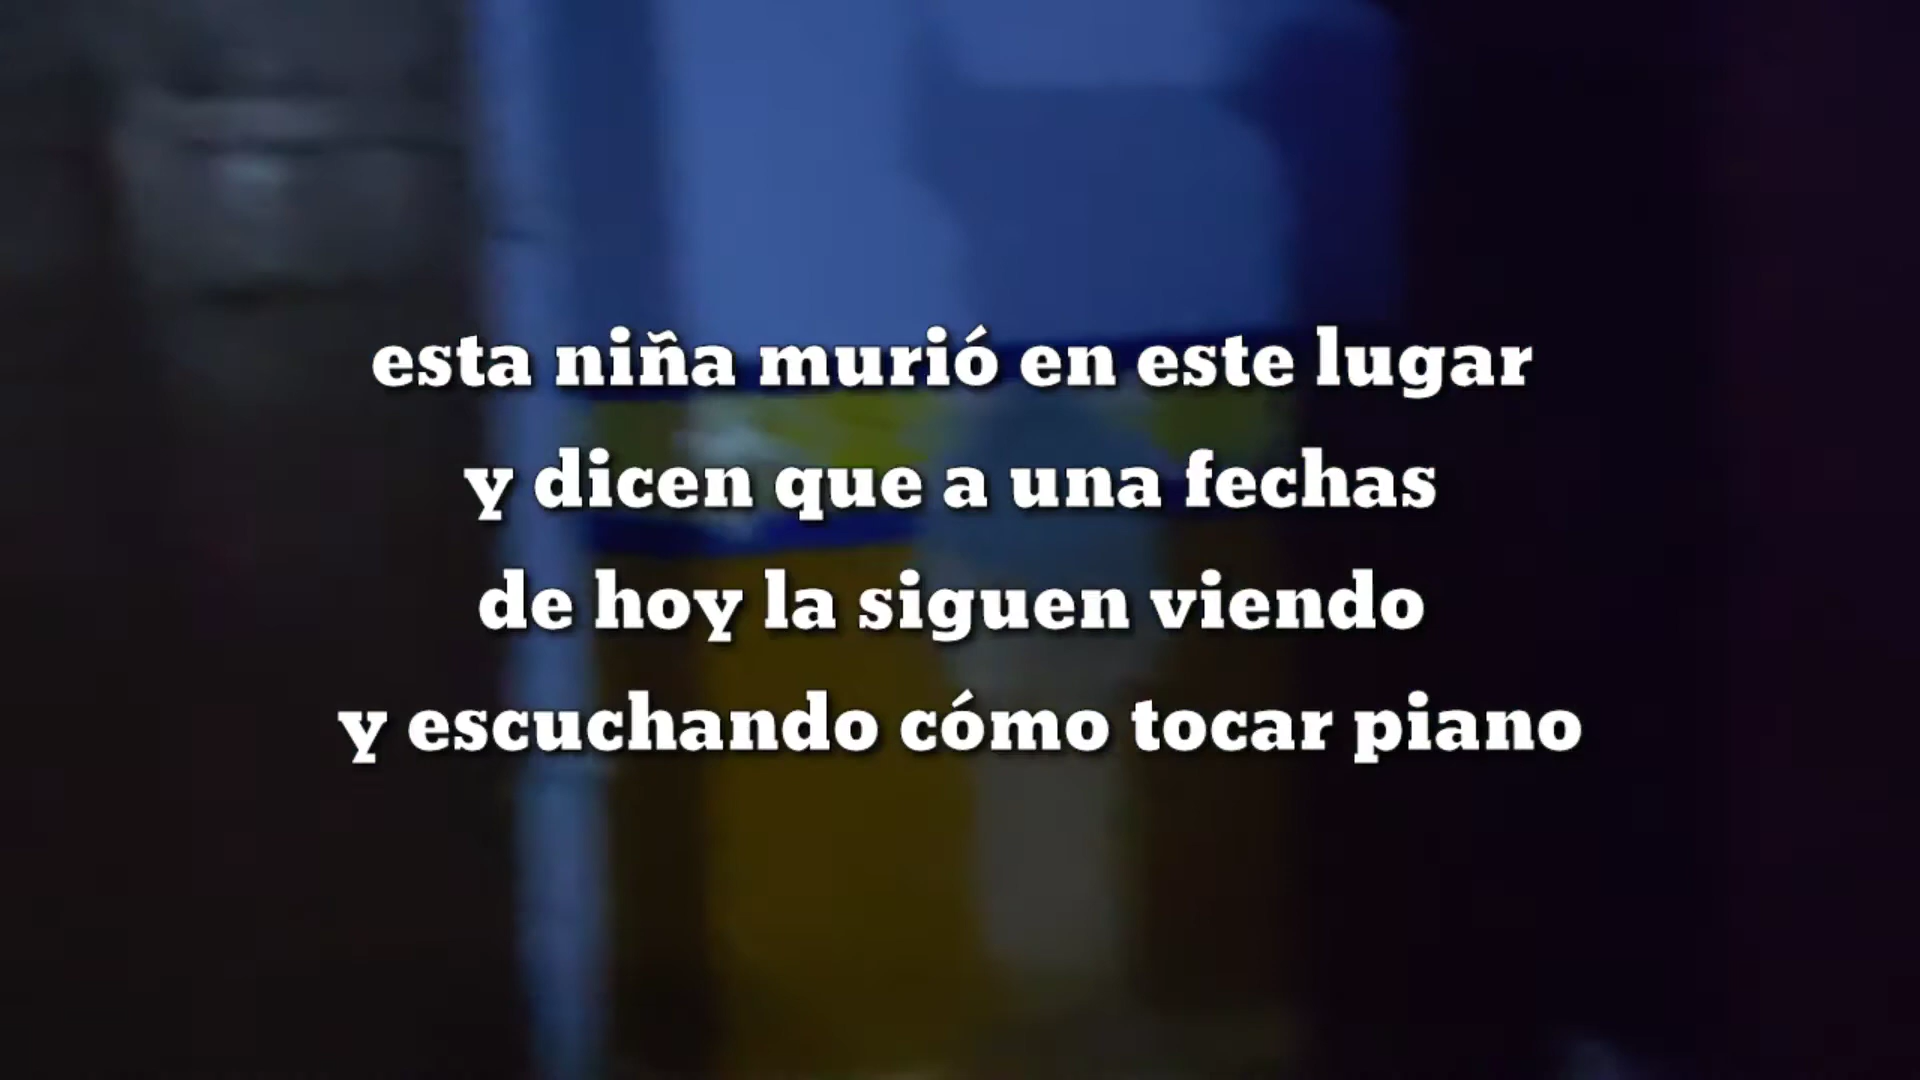 esta niña murió en este lugar
y dicen que a una fechas
de hoy la siguen viendo
y escuchando cómo tocar piano